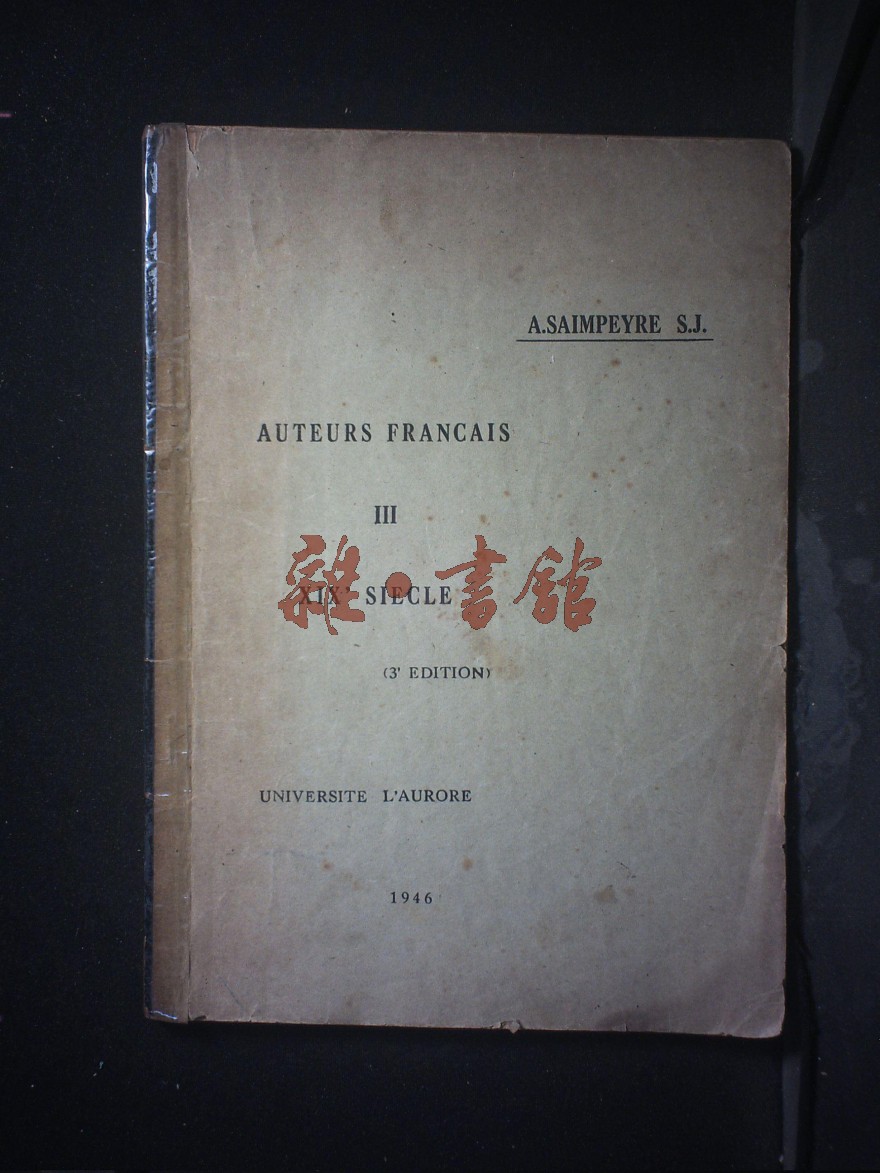 A.SAIMPEYRE S.J.
AUTEURS FRANCAIS
III
雜·書館
XIX' SIECLE
(3' EDITION)
UNIVERSITE L'AURORE
1946